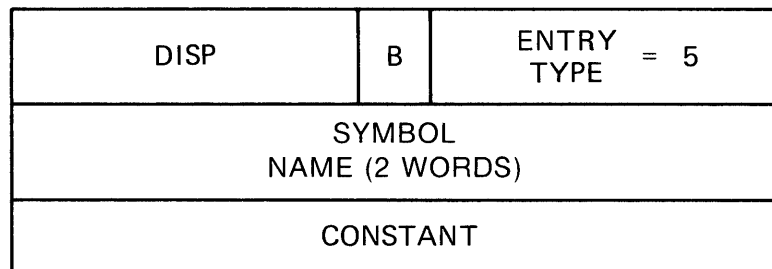 DISP B ENTRY TYPE = 5
SYMBOL
NAME (2 WORDS)
CONSTANT